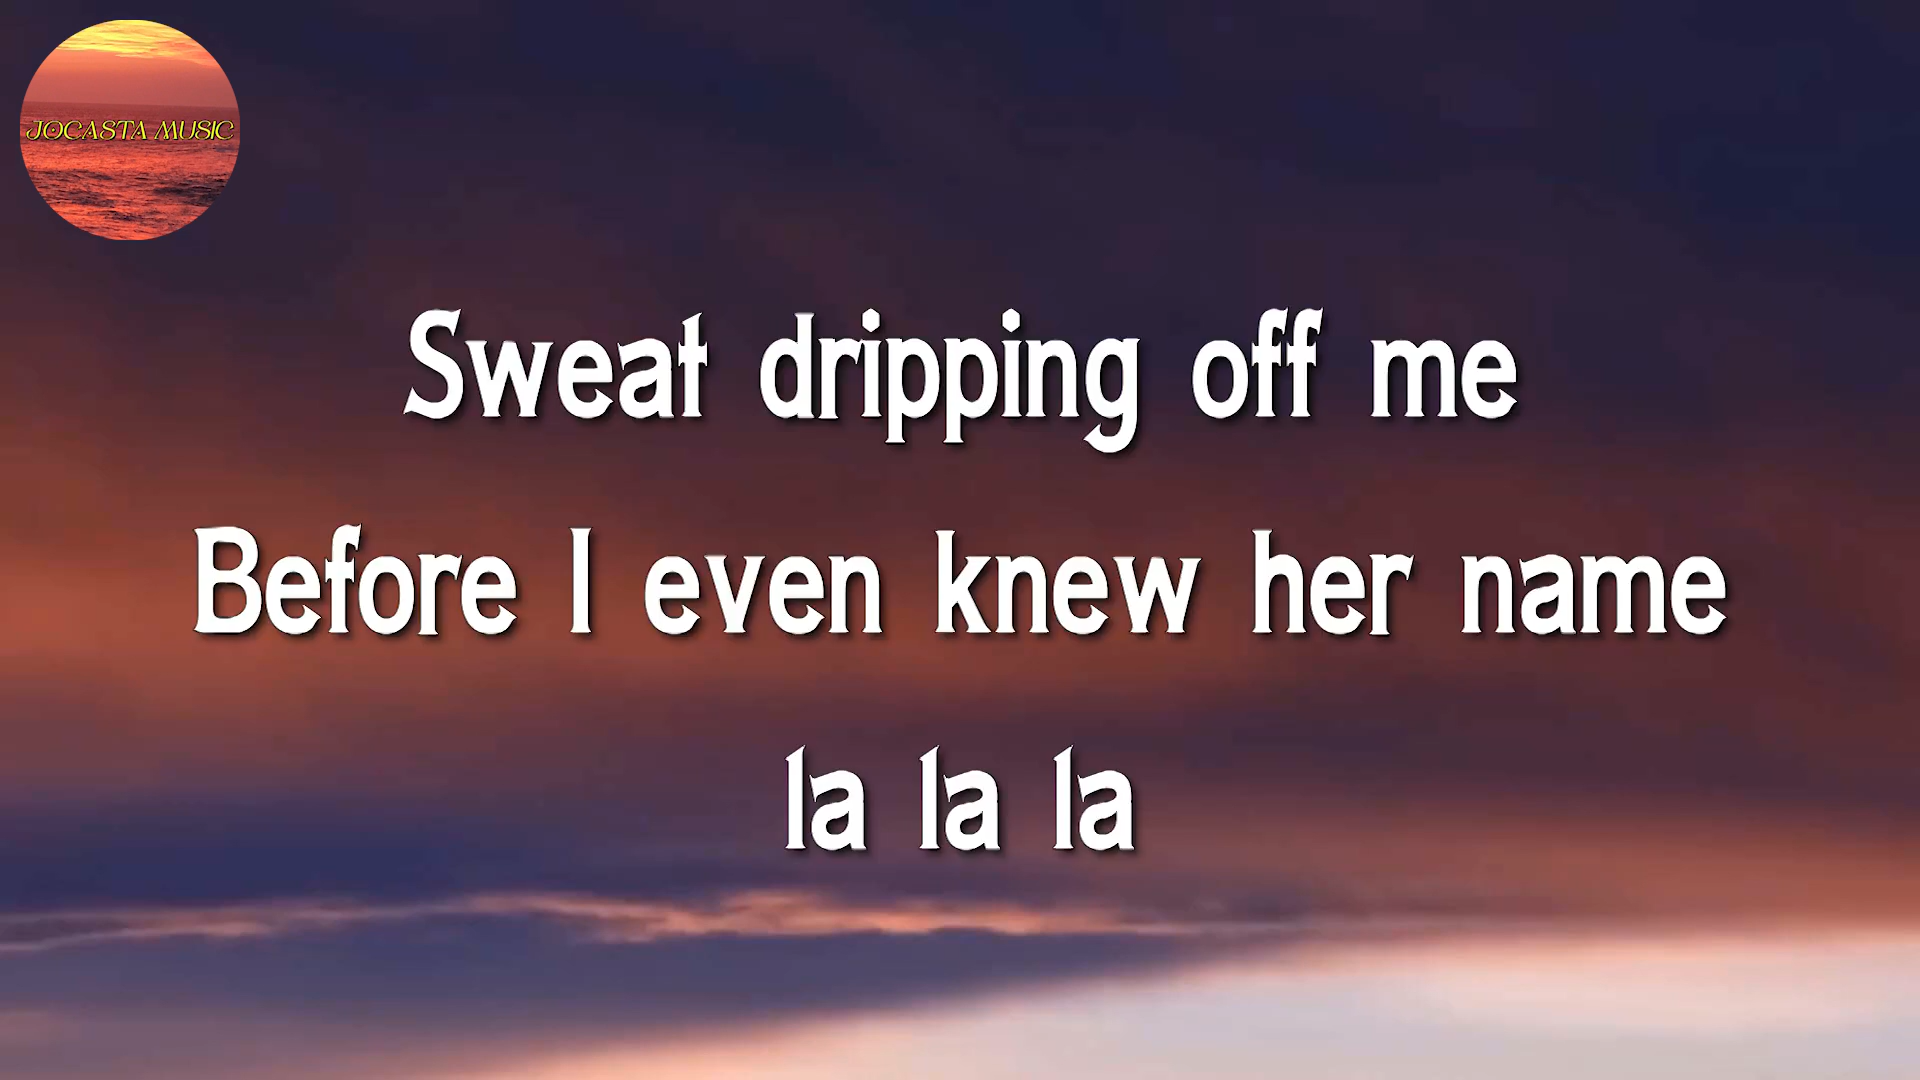 JOCASTA MUSIC
Sweat dripping off me
Before I even knew her name
la la la